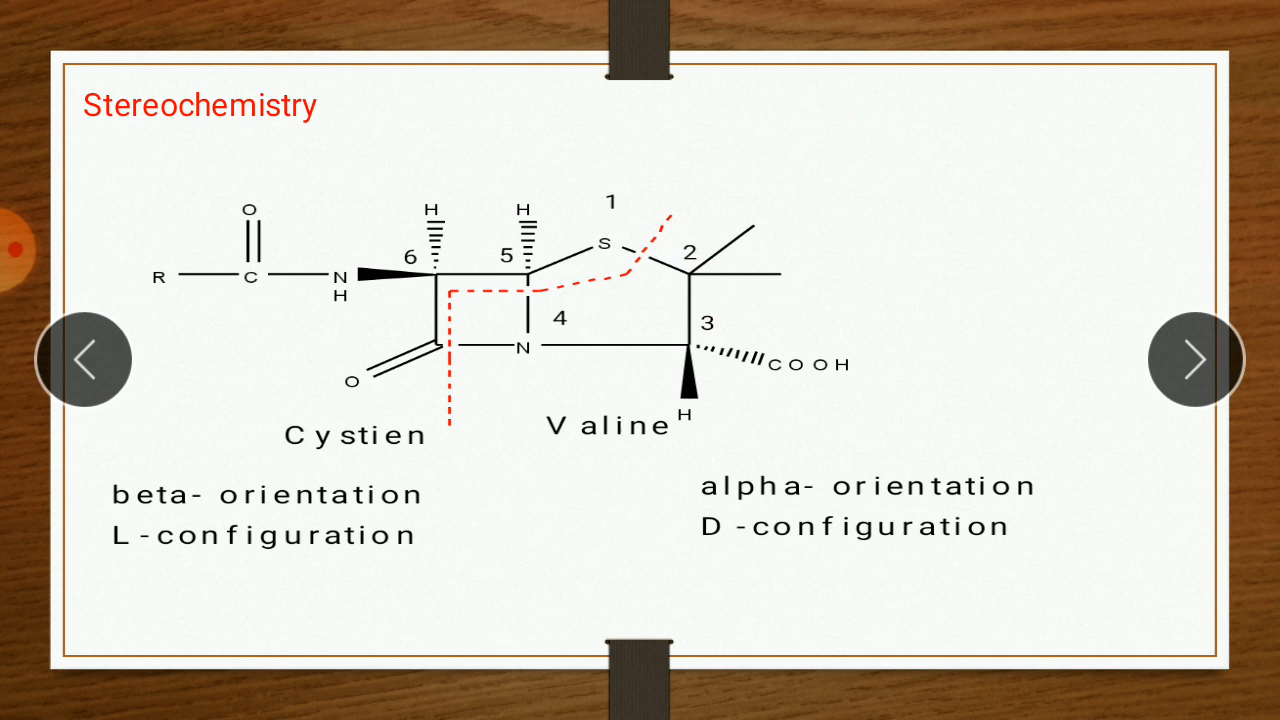 Stereochemistry
1
O
H
H
S
2
6
5
R
C
N
H
4
3
N
COOH
O
H
Cystien
Valine
beta- orientation
L-configuration
alpha- orientation
D-configuration